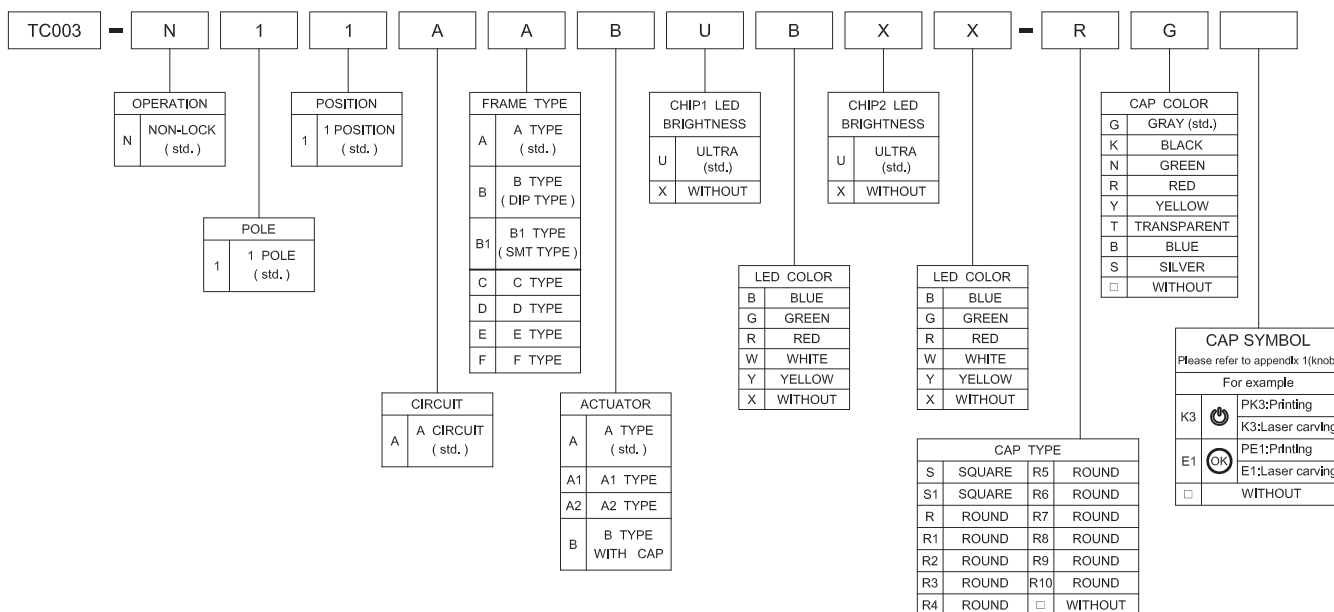 TC003 - N 1 1 A A B U B X X - R G
OPERATION
N NON-LOCK
( std. )
POLE
1 1 POLE
( std. )
POSITION
1 1 POSITION
( std. )
CIRCUIT
A A CIRCUIT
( std. )
FRAME TYPE
A A TYPE
( std. )
B B TYPE
( DIP TYPE )
B1 B1 TYPE
( SMT TYPE )
C C TYPE
D D TYPE
E E TYPE
F F TYPE
ACTUATOR
A A TYPE
( std. )
A1 A1 TYPE
A2 A2 TYPE
B B TYPE
WITH CAP
CHIP1 LED
BRIGHTNESS
U ULTRA
(std.)
X WITHOUT
LED COLOR
B BLUE
G GREEN
R RED
W WHITE
Y YELLOW
X WITHOUT
CHIP2 LED
BRIGHTNESS
U ULTRA
(std.)
X WITHOUT
LED COLOR
B BLUE
G GREEN
R RED
W WHITE
Y YELLOW
X WITHOUT
CAP TYPE
S SQUARE R5 ROUND
S1 SQUARE R6 ROUND
R ROUND R7 ROUND
R1 ROUND R8 ROUND
R2 ROUND R9 ROUND
R3 ROUND R10 ROUND
R4 ROUND □ WITHOUT
CAP COLOR
G GRAY (std.)
K BLACK
N GREEN
R RED
Y YELLOW
T TRANSPARENT
B BLUE
S SILVER
□ WITHOUT
CAP SYMBOL
Please refer to appendix 1(knob
For example
K3 PK3:Printing
K3:Laser carving
E1 OK PE1:Printing
E1:Laser carving
□ WITHOUT